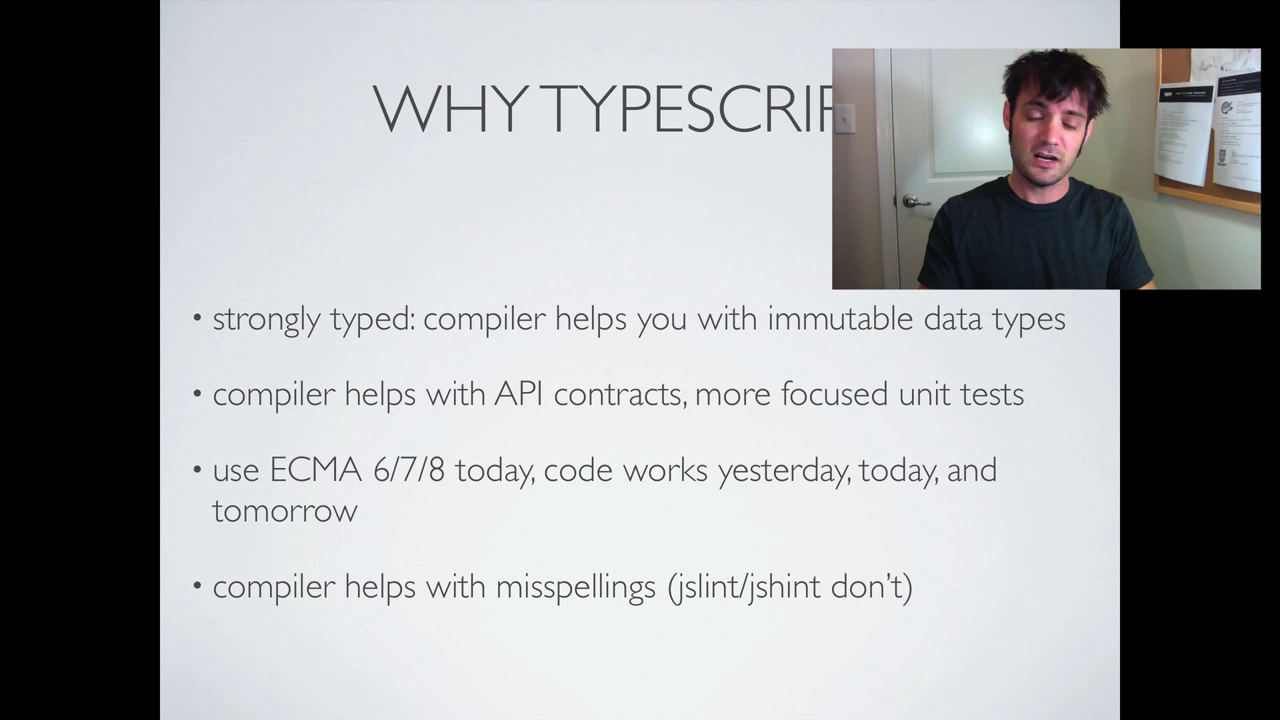 WHY TYPESCRIP
• strongly typed: compiler helps you with immutable data types
• compiler helps with API contracts, more focused unit tests
• use ECMA 6/7/8 today, code works yesterday, today, and
tomorrow
• compiler helps with misspellings (jslint/jshint don’t)